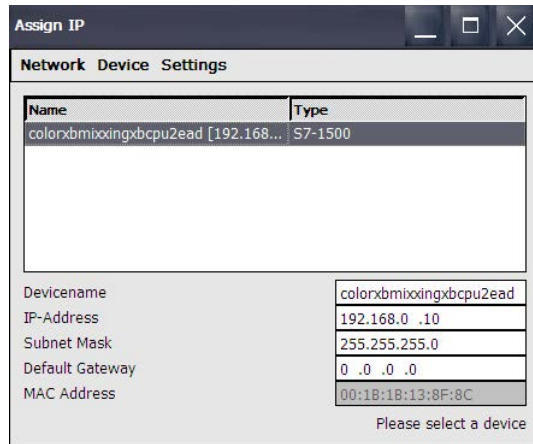 Assign IP
Network Device Settings
Name Type
colorxbmixxingxbcpu2ead [192.168... S7-1500
Devicename colorxbmixxingxbcpu2ead
IP-Address 192.168.0 .10
Subnet Mask 255.255.255.0
Default Gateway 0 .0 .0 .0
MAC Address 00:1B:1B:13:8F:8C
Please select a device